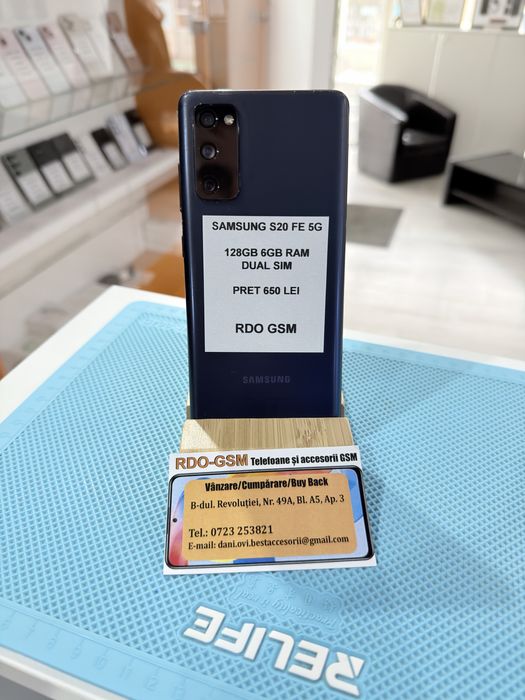 SAMSUNG S20 FE 5G
128GB 6GB RAM
DUAL SIM
PRET 650 LEI
RDO GSM
SAMSUNG
RDO-GSM Telefoane și accesorii GSM
Vânzare/Cumpărare/Buy Back
B-dul. Revoluției, Nr. 49A, Bl. A5, Ap. 3
Tel.: 0723 253821
E-mail: dani.ovi.bestaccesorii@gmail.com
RELIFE